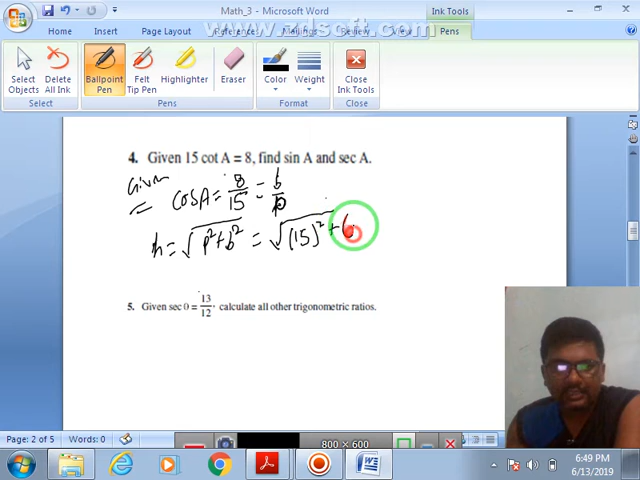 Math_3 - Microsoft Word
Ink Tools
www.zdsoft.com
Home Insert Page Layout References Mailings Review View Pens
Select Objects Delete All Ink Ballpoint Pen Felt Tip Pen Highlighter Eraser Color Weight Close Ink Tools
Select Pens Format Close
4. Given 15 cot A = 8, find sin A and sec A.
Given
cosA = 8/15 = b/p
h = √p²+b² = √(15)²+
5. Given sec θ = 13/12, calculate all other trigonometric ratios.
Page: 2 of 5 Words: 0
800 × 600
6:49 PM
6/13/2019